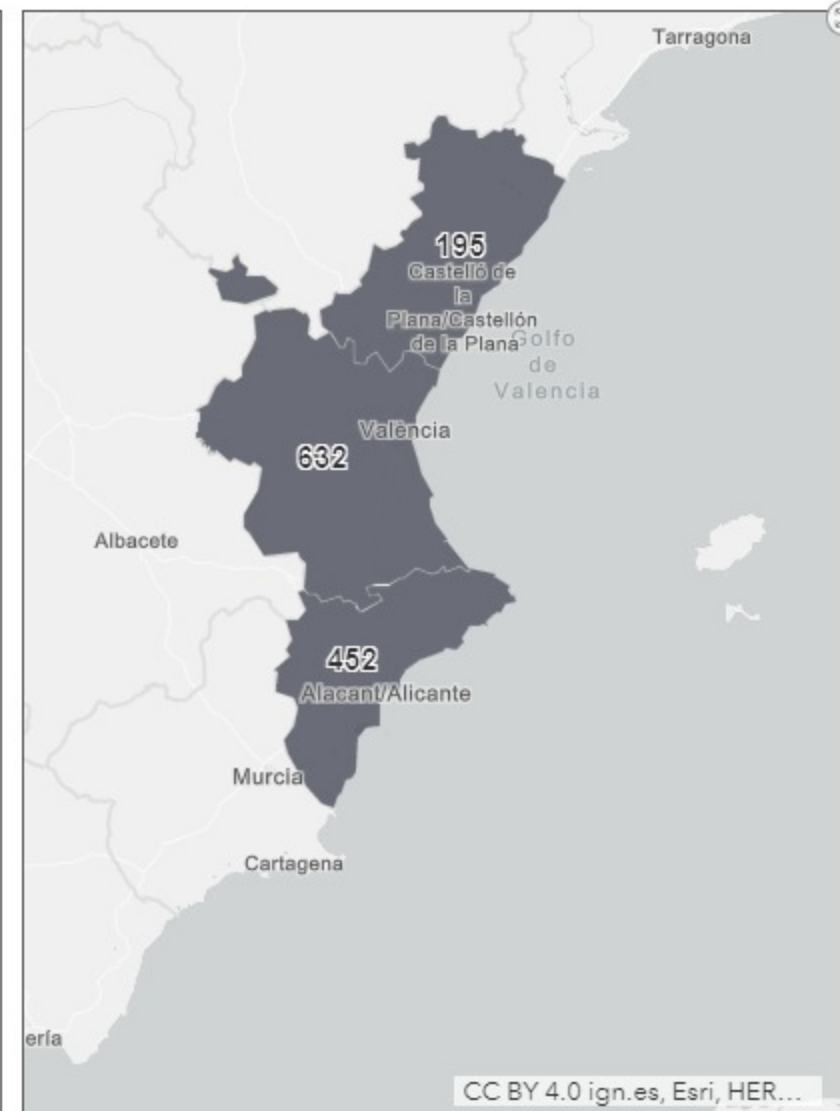 Tarragona
195
Castelló de
la
Plana/Castellón
de la Plana
Golfo
de
Valencia
València
632
Albacete
452
Alacant/Alicante
Murcia
Cartagena
ería
CC BY 4.0 ign.es, Esri, HER...